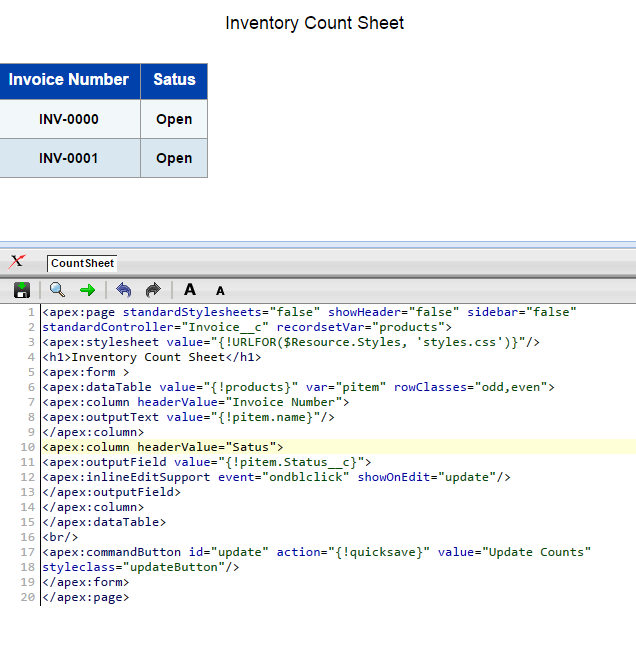 Inventory Count Sheet
Invoice Number Satus
INV-0000 Open
INV-0001 Open
CountSheet
A A
1 <apex:page standardStylesheets="false" showHeader="false" sidebar="false"
2 standardController="Invoice__c" recordsetVar="products">
3 <apex:stylesheet value="{!URLFOR($Resource.Styles, 'styles.css')}"/>
4 <h1>Inventory Count Sheet</h1>
5 <apex:form >
6 <apex:dataTable value="{!products}" var="pitem" rowClasses="odd,even">
7 <apex:column headerValue="Invoice Number">
8 <apex:outputText value="{!pitem.name}"/>
9 </apex:column>
10 <apex:column headerValue="Satus">
11 <apex:outputField value="{!pitem.Status__c}">
12 <apex:inlineEditSupport event="ondblclick" showOnEdit="update"/>
13 </apex:outputField>
14 </apex:column>
15 </apex:dataTable>
16 <br/>
17 <apex:commandButton id="update" action="{!quicksave}" value="Update Counts"
18 styleclass="updateButton"/>
19 </apex:form>
20 </apex:page>